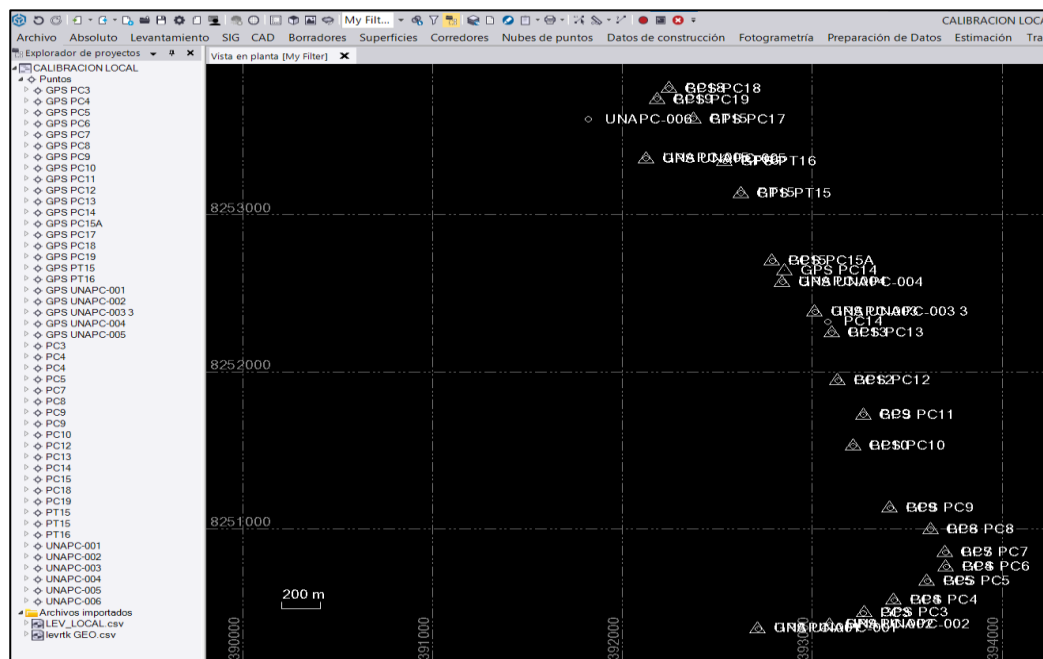 My Filt...
CALIBRACION LOCA
Archivo Absoluto Levantamiento SIG CAD Borradores Superficies Corredores Nubes de puntos Datos de construcción Fotogrametría Preparación de Datos Estimación Tra
Explorador de proyectos
Vista en planta [My Filter]
CALIBRACION LOCAL
Puntos
GPS PC3
GPS PC4
GPS PC5
GPS PC6
GPS PC7
GPS PC8
GPS PC9
GPS PC10
GPS PC11
GPS PC12
GPS PC13
GPS PC14
GPS PC15A
GPS PC17
GPS PC18
GPS PC19
GPS PT15
GPS PT16
GPS UNAPC-001
GPS UNAPC-002
GPS UNAPC-003 3
GPS UNAPC-004
GPS UNAPC-005
PC3
PC4
PC4
PC5
PC7
PC8
PC9
PC9
PC10
PC12
PC13
PC14
PC15
PC18
PC19
PT15
PT15
PT16
UNAPC-001
UNAPC-002
UNAPC-003
UNAPC-004
UNAPC-005
UNAPC-006
Archivos importados
LEV_LOCAL.csv
levrtk GEO.csv
PC18
PC19
UNAPC-006
PC17
PT16
PT15
8253000
PC15A
GPS PC14
UNAPC-004
003 3
PC14
PC13
8252000
PC12
PC11
PC10
PC9
PC8
8251000
PC7
PC6
PC5
PC4
PC3
200 m
390000
391000
392000
393000
394000